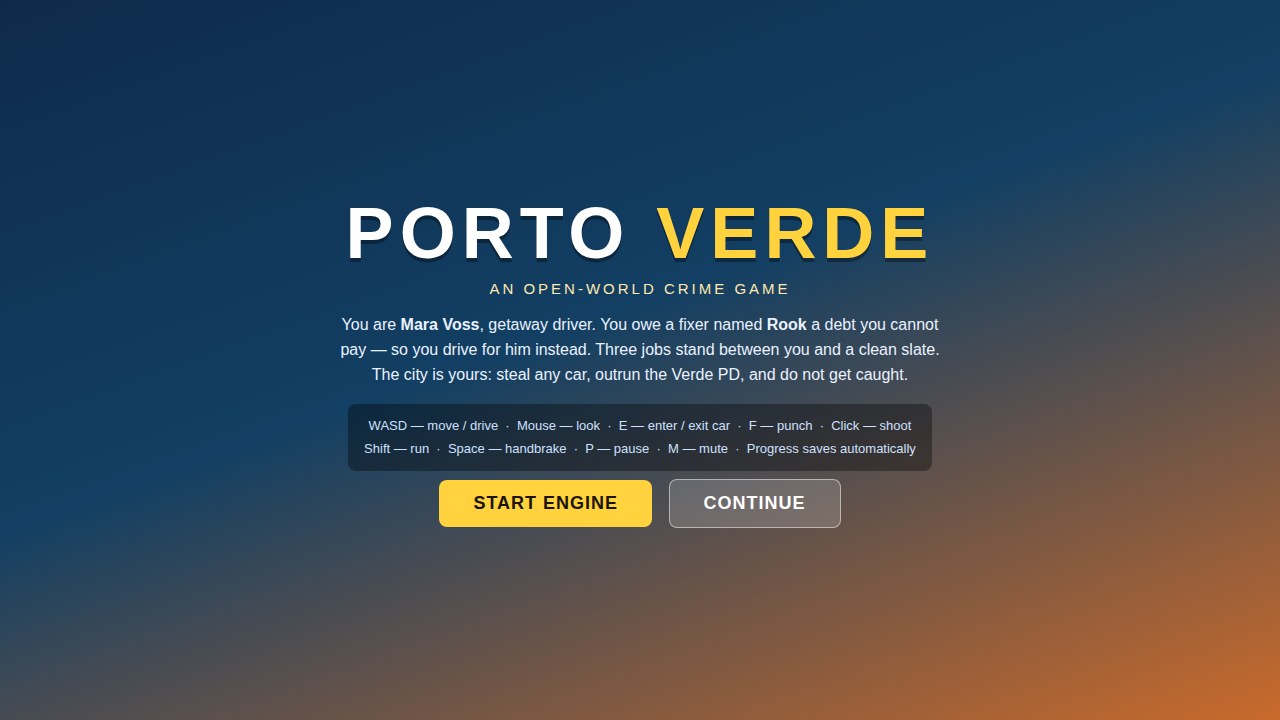 PORTO VERDE
AN OPEN-WORLD CRIME GAME
You are Mara Voss, getaway driver. You owe a fixer named Rook a debt you cannot
pay — so you drive for him instead. Three jobs stand between you and a clean slate.
The city is yours: steal any car, outrun the Verde PD, and do not get caught.
WASD — move / drive · Mouse — look · E — enter / exit car · F — punch · Click — shoot
Shift — run · Space — handbrake · P — pause · M — mute · Progress saves automatically
START ENGINE CONTINUE